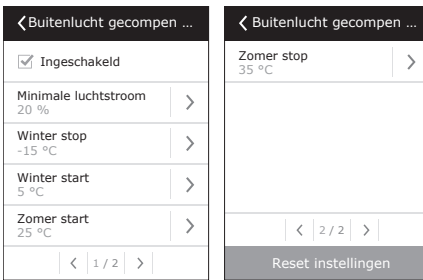 Buitenlucht gecompen ...
Ingeschakeld
Minimale luchtstroom
20 %
Winter stop
-15 °C
Winter start
5 °C
Zomer start
25 °C
1 / 2
Buitenlucht gecompen ...
Zomer stop
35 °C
2 / 2
Reset instellingen